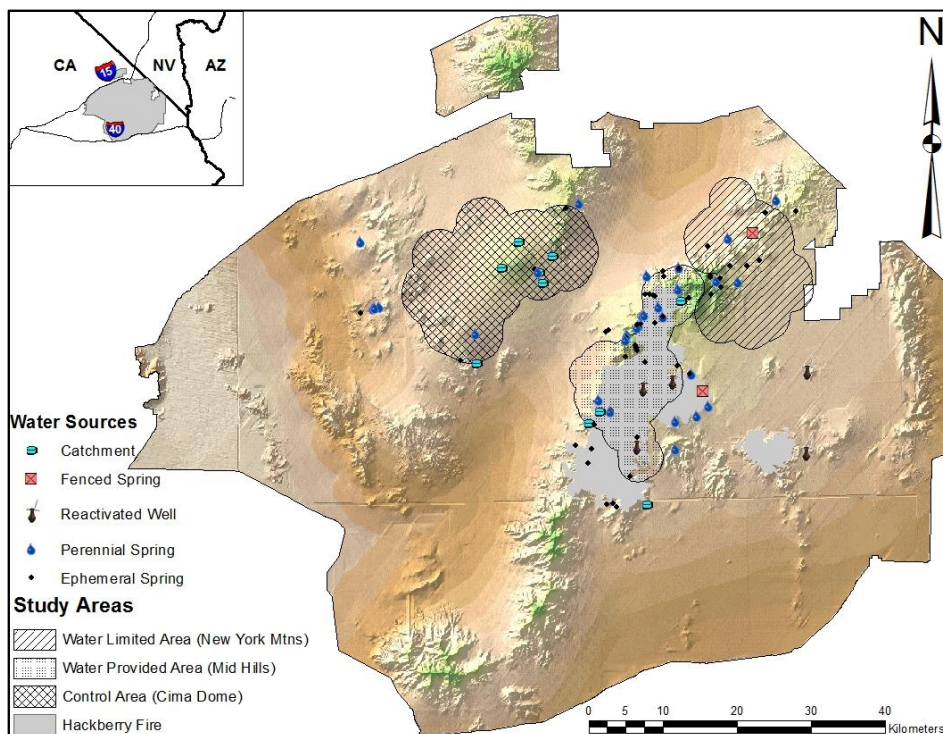 CA
NV
AZ
15
40
N
Water Sources
Catchment
Fenced Spring
Reactivated Well
Perennial Spring
Ephemeral Spring
Study Areas
Water Limited Area (New York Mtns)
Water Provided Area (Mid Hills)
Control Area (Cima Dome)
Hackberry Fire
0 5 10 20 30 40
Kilometers